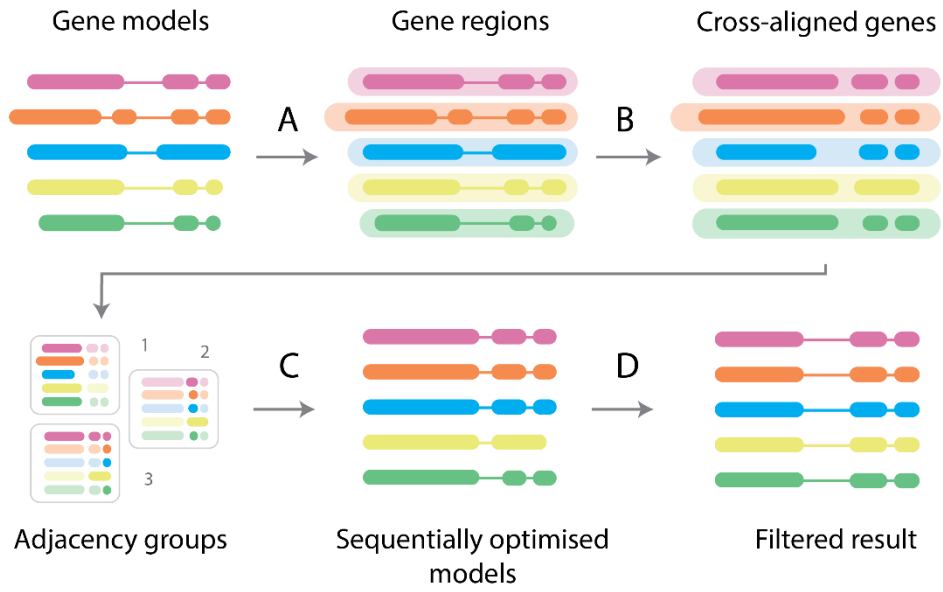 Gene models
Gene regions
Cross-aligned genes
A
B
1
2
3
C
D
Adjacency groups
Sequentially optimised
models
Filtered result